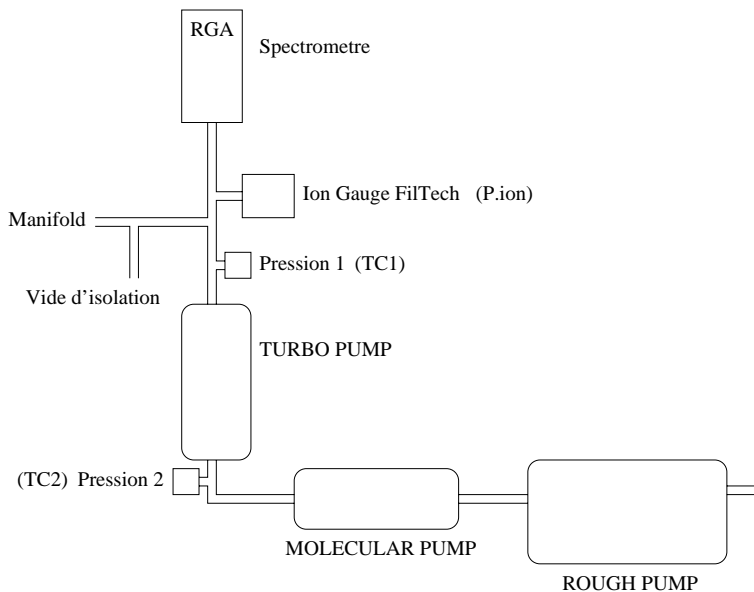 RGA
Spectrometre
Ion Gauge FilTech (P.ion)
Manifold
Pression 1 (TC1)
Vide d’isolation
TURBO PUMP
(TC2) Pression 2
MOLECULAR PUMP
ROUGH PUMP